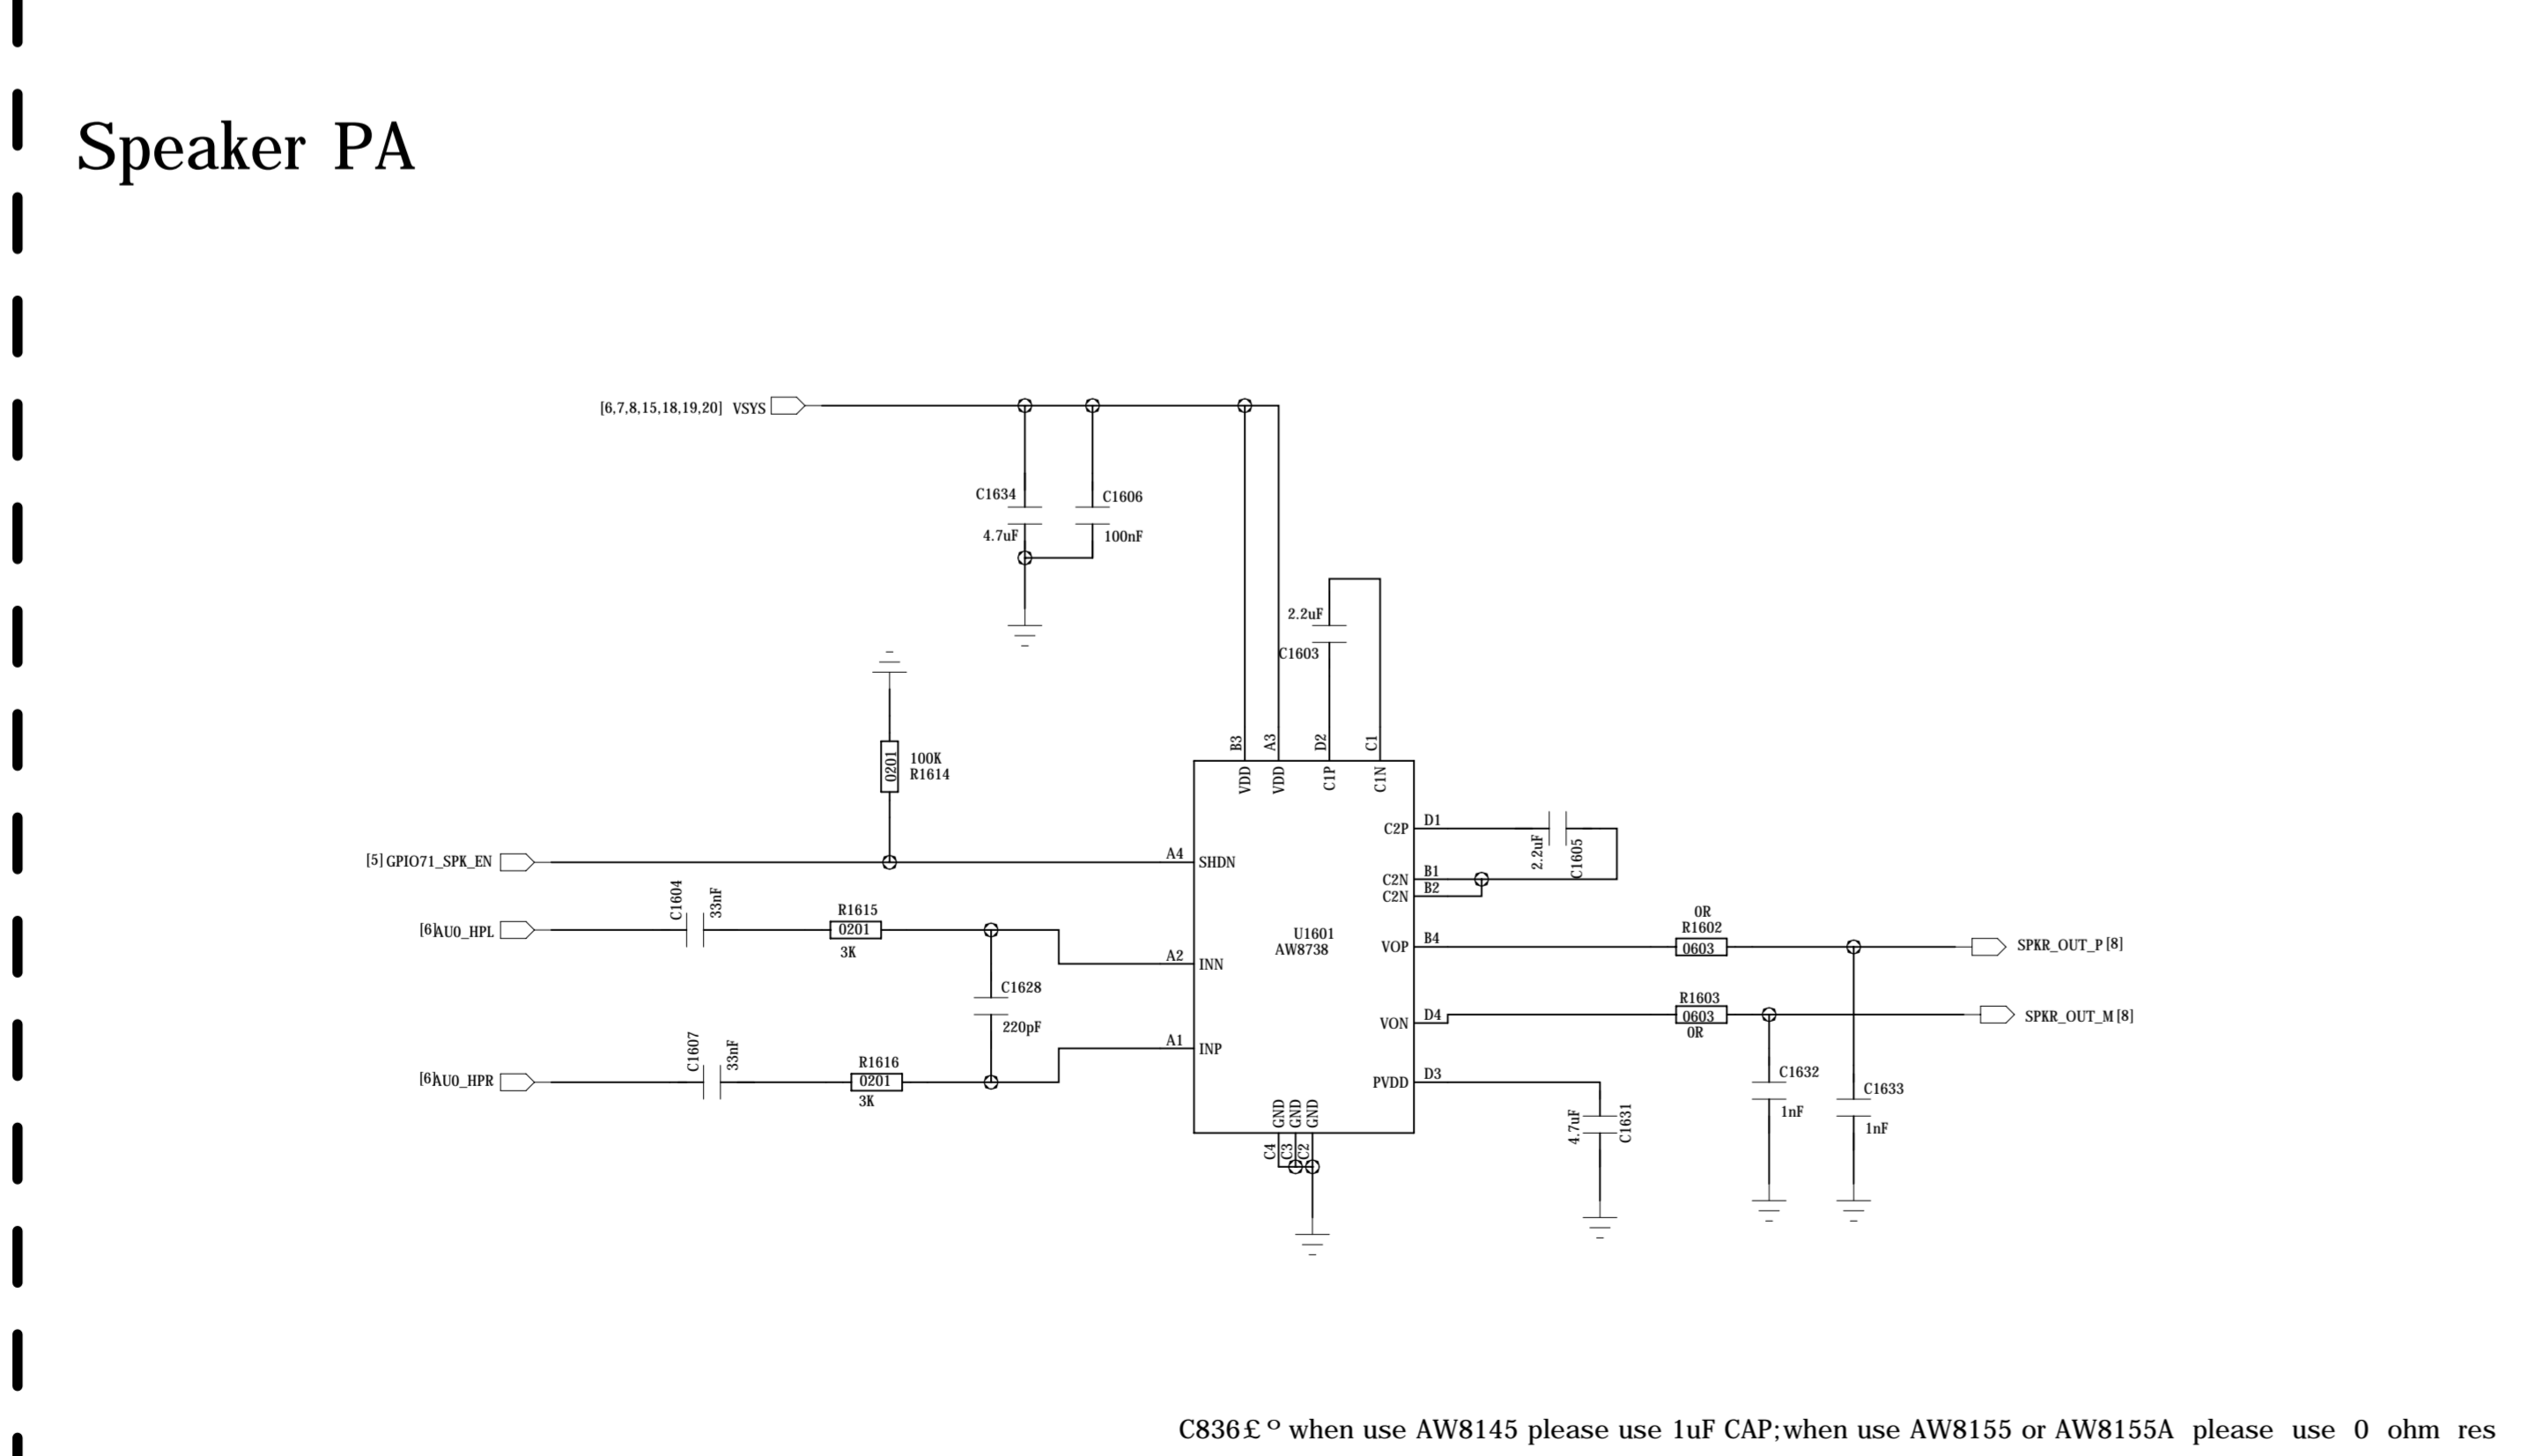 Speaker PA
[6,7,8,15,18,19,20] VSYS
C1634
4.7uF
C1606
100nF
2.2uF
C1603
0201
100K
R1614
B3
A3
D2
C1
VDD
VDD
C1P
C1N
[5] GPIO71_SPK_EN
A4
SHDN
C2P
D1
2.2uF
C1605
C2N
B1
C2N
B2
[6]AU0_HPL
C1604
33nF
R1615
0201
3K
A2
INN
U1601
AW8738
VOP
B4
0R
R1602
0603
SPKR_OUT_P [8]
C1628
220pF
VON
D4
R1603
0603
0R
SPKR_OUT_M [8]
[6]AU0_HPR
C1607
33nF
R1616
0201
3K
A1
INP
PVDD
D3
4.7uF
C1631
C1632
1nF
C1633
1nF
GND
GND
GND
C4
C3
C2
C836£º when use AW8145 please use 1uF CAP;when use AW8155 or AW8155A please use 0 ohm res